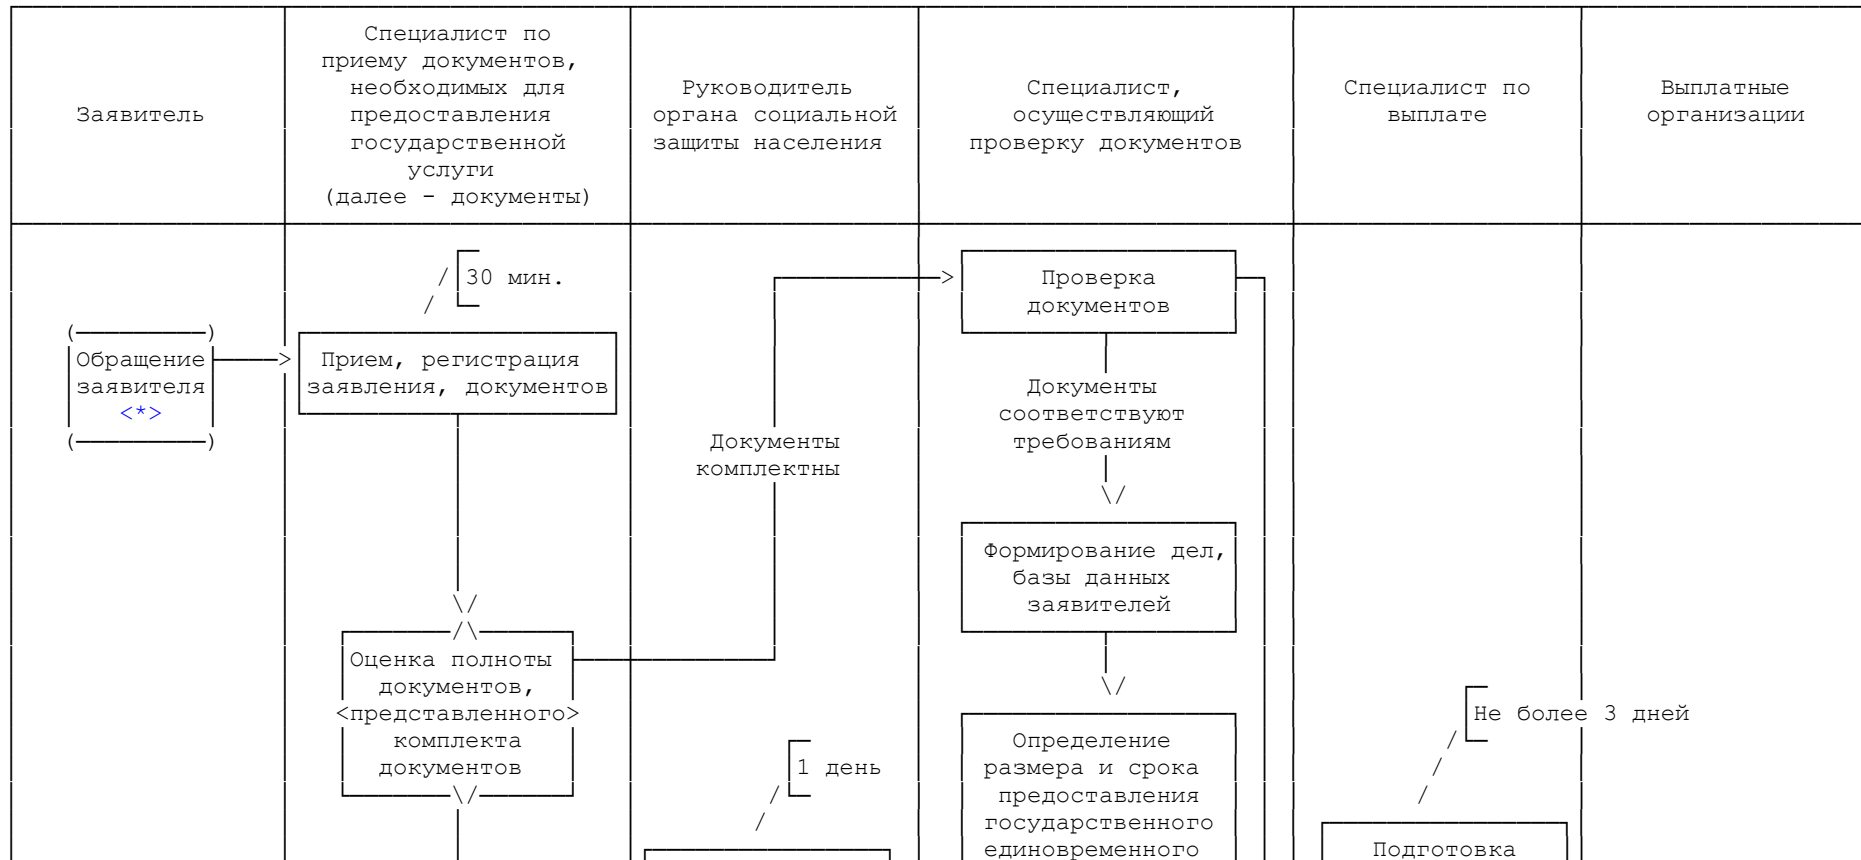 Заявитель
Специалист по
приему документов,
необходимых для
предоставления
государственной
услуги
(далее - документы)
Руководитель
органа социальной
защиты населения
Специалист,
осуществляющий
проверку документов
Специалист по
выплате
Выплатные
организации
30 мин.
Проверка
документов
Обращение
заявителя
<*>
Прием, регистрация
заявления, документов
Документы
соответствуют
требованиям
Документы
комплектны
Формирование дел,
базы данных
заявителей
Оценка полноты
документов,
<представленного>
комплекта
документов
Не более 3 дней
1 день
Определение
размера и срока
предоставления
государственного
единовременного
Подготовка